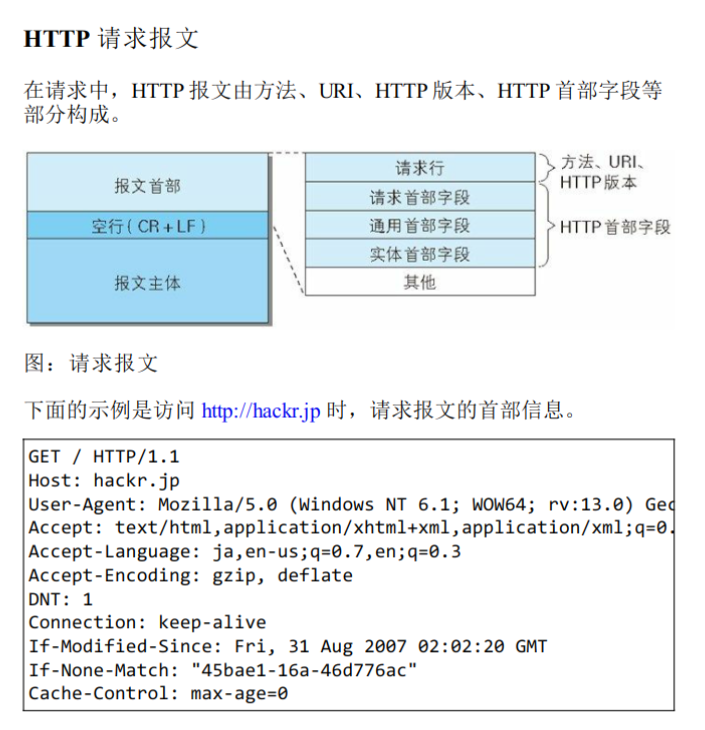 HTTP 请求报文
在请求中，HTTP 报文由方法、URI、HTTP 版本、HTTP 首部字段等
部分构成。
报文首部
空行（CR＋LF）
报文主体
请求行
请求首部字段
通用首部字段
实体首部字段
其他
方法、URI、
HTTP版本
HTTP首部字段
图：请求报文
下面的示例是访问 http://hackr.jp 时，请求报文的首部信息。
GET / HTTP/1.1
Host: hackr.jp
User-Agent: Mozilla/5.0 (Windows NT 6.1; WOW64; rv:13.0) Gec
Accept: text/html,application/xhtml+xml,application/xml;q=0.
Accept-Language: ja,en-us;q=0.7,en;q=0.3
Accept-Encoding: gzip, deflate
DNT: 1
Connection: keep-alive
If-Modified-Since: Fri, 31 Aug 2007 02:02:20 GMT
If-None-Match: "45bae1-16a-46d776ac"
Cache-Control: max-age=0